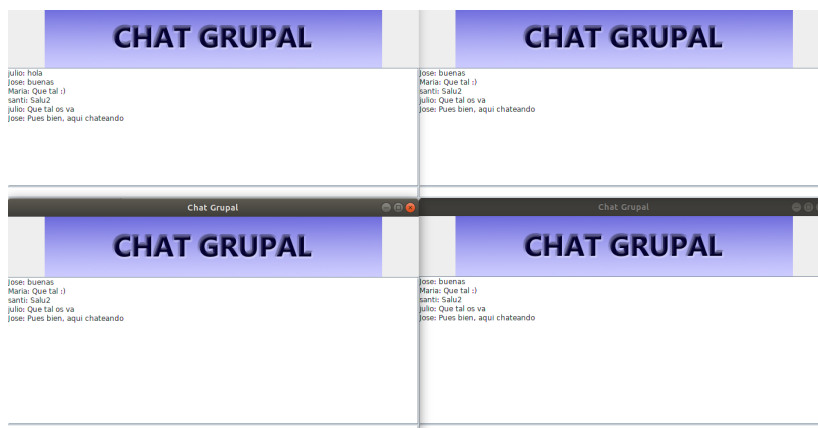 CHAT GRUPAL
julio: hola
Jose: buenas
Maria: Que tal :)
santi: Salu2
julio: Que tal os va
Jose: Pues bien, aqui chateando
CHAT GRUPAL
Jose: buenas
Maria: Que tal :)
santi: Salu2
julio: Que tal os va
Jose: Pues bien, aqui chateando
Chat Grupal
CHAT GRUPAL
Jose: buenas
Maria: Que tal :)
santi: Salu2
julio: Que tal os va
Jose: Pues bien, aqui chateando
Chat Grupal
CHAT GRUPAL
Jose: buenas
Maria: Que tal :)
santi: Salu2
julio: Que tal os va
Jose: Pues bien, aqui chateando